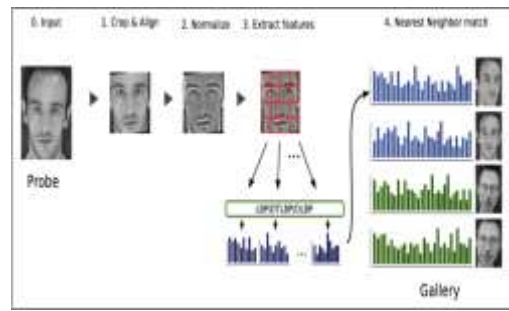 0. Input
1. Crop & Align
2. Normalize
3. Extract features
4. Nearest Neighbor match
Probe
...
...
Gallery